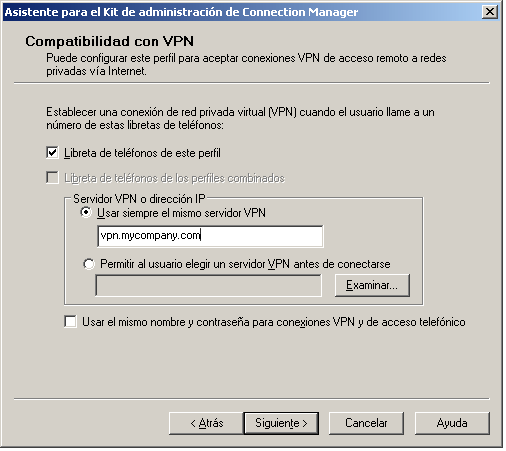 Asistente para el Kit de administración de Connection Manager
Compatibilidad con VPN
Puede configurar este perfil para aceptar conexiones VPN de acceso remoto a redes
privadas vía Internet.
Establecer una conexión de red privada virtual (VPN) cuando el usuario llame a un
número de estas libretas de teléfonos:
Libreta de teléfonos de este perfil
Libreta de teléfonos de los perfiles combinados
Servidor VPN o dirección IP
Usar siempre el mismo servidor VPN
vpn.mycompany.com
Permitir al usuario elegir un servidor VPN antes de conectarse
Examinar...
Usar el mismo nombre y contraseña para conexiones VPN y de acceso telefónico
< Atrás Siguiente > Cancelar Ayuda